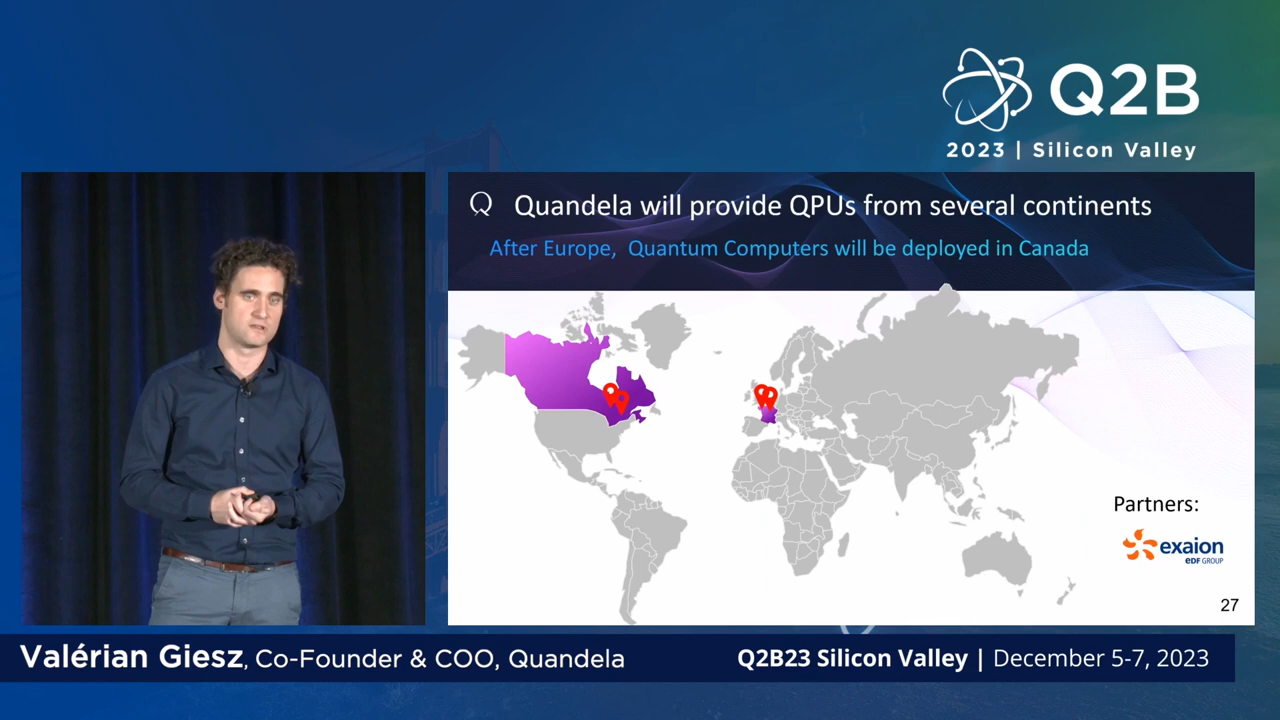 Q2B
2023 | Silicon Valley
Quandela will provide QPUs from several continents
After Europe, Quantum Computers will be deployed in Canada
Partners:
exaion
eDF GROUP
27
Valérian Giesz, Co-Founder & COO, Quandela
Q2B23 Silicon Valley | December 5-7, 2023